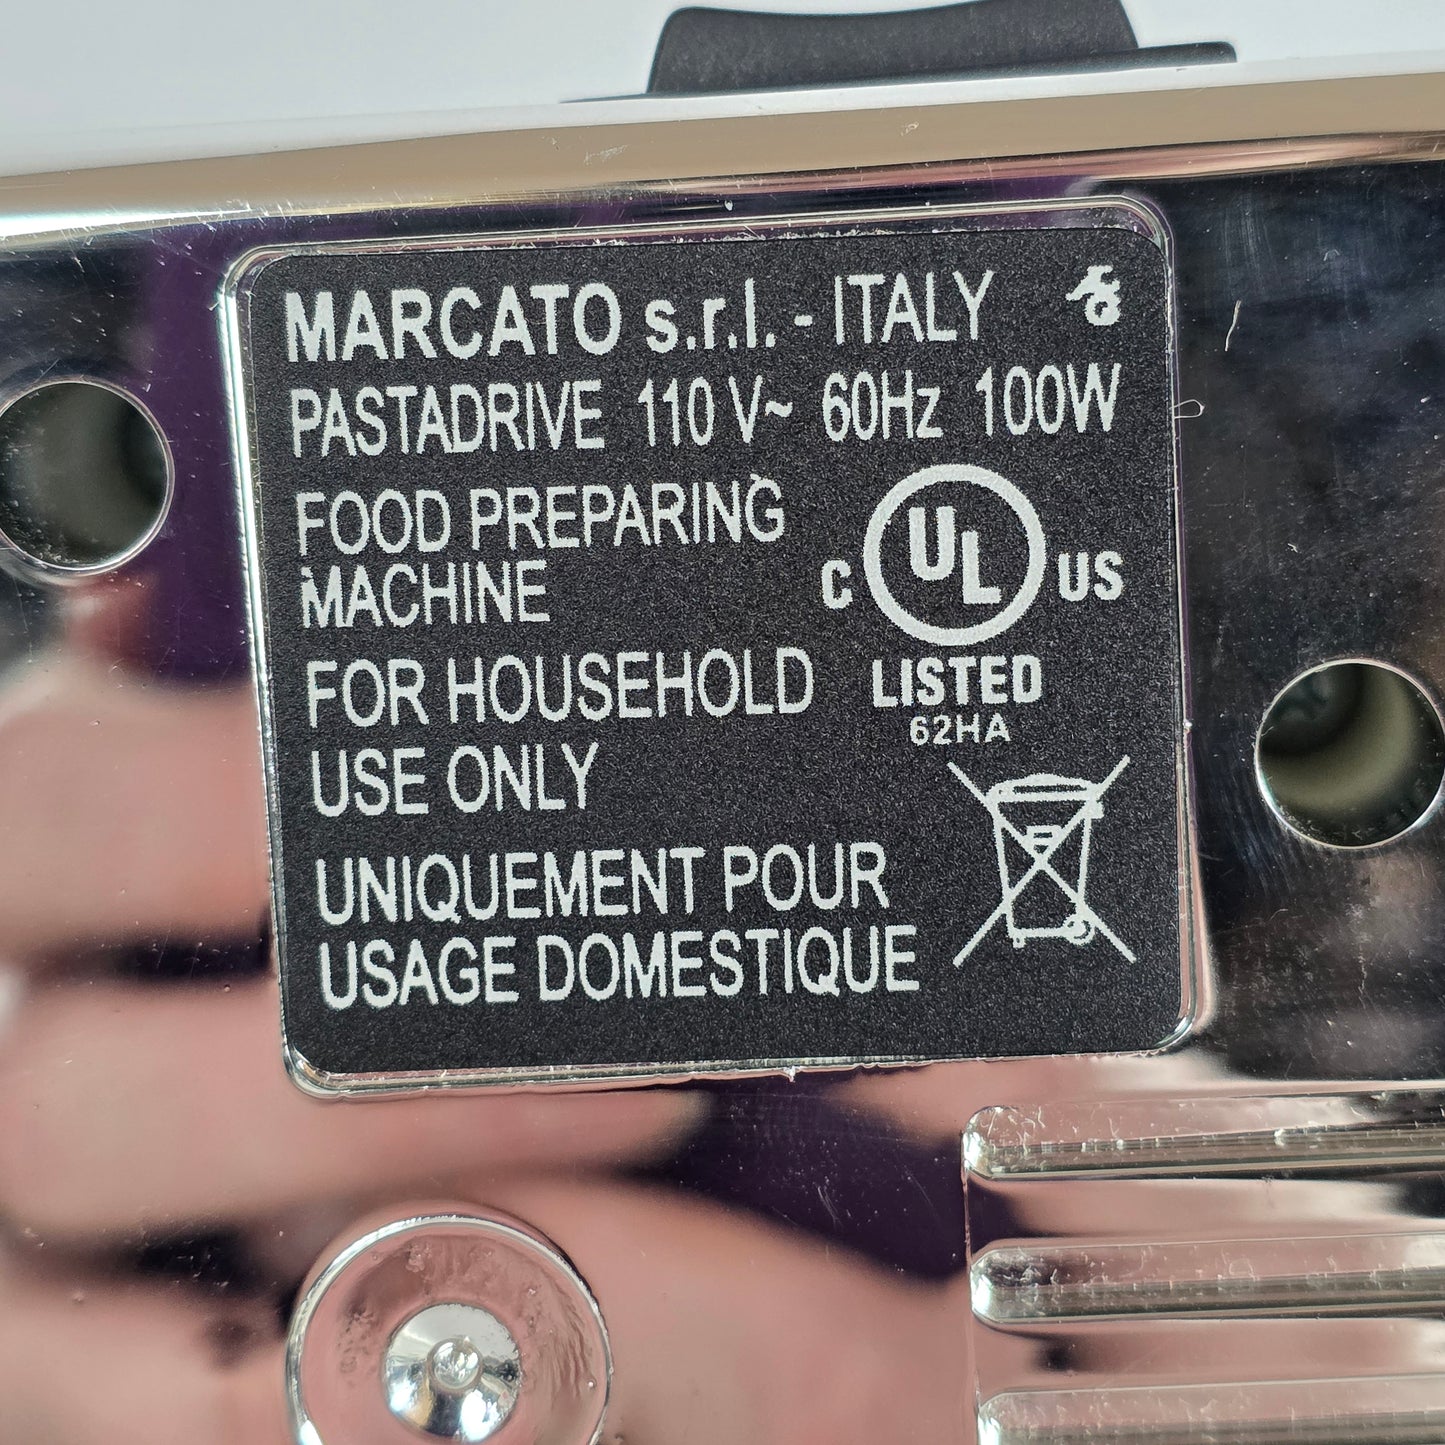 MARCATO s.r.l. - ITALY
PASTADRIVE 110 V~ 60Hz 100W
FOOD PREPARING
MACHINE
C UL US
LISTED
62HA
FOR HOUSEHOLD
USE ONLY
UNIQUEMENT POUR
USAGE DOMESTIQUE